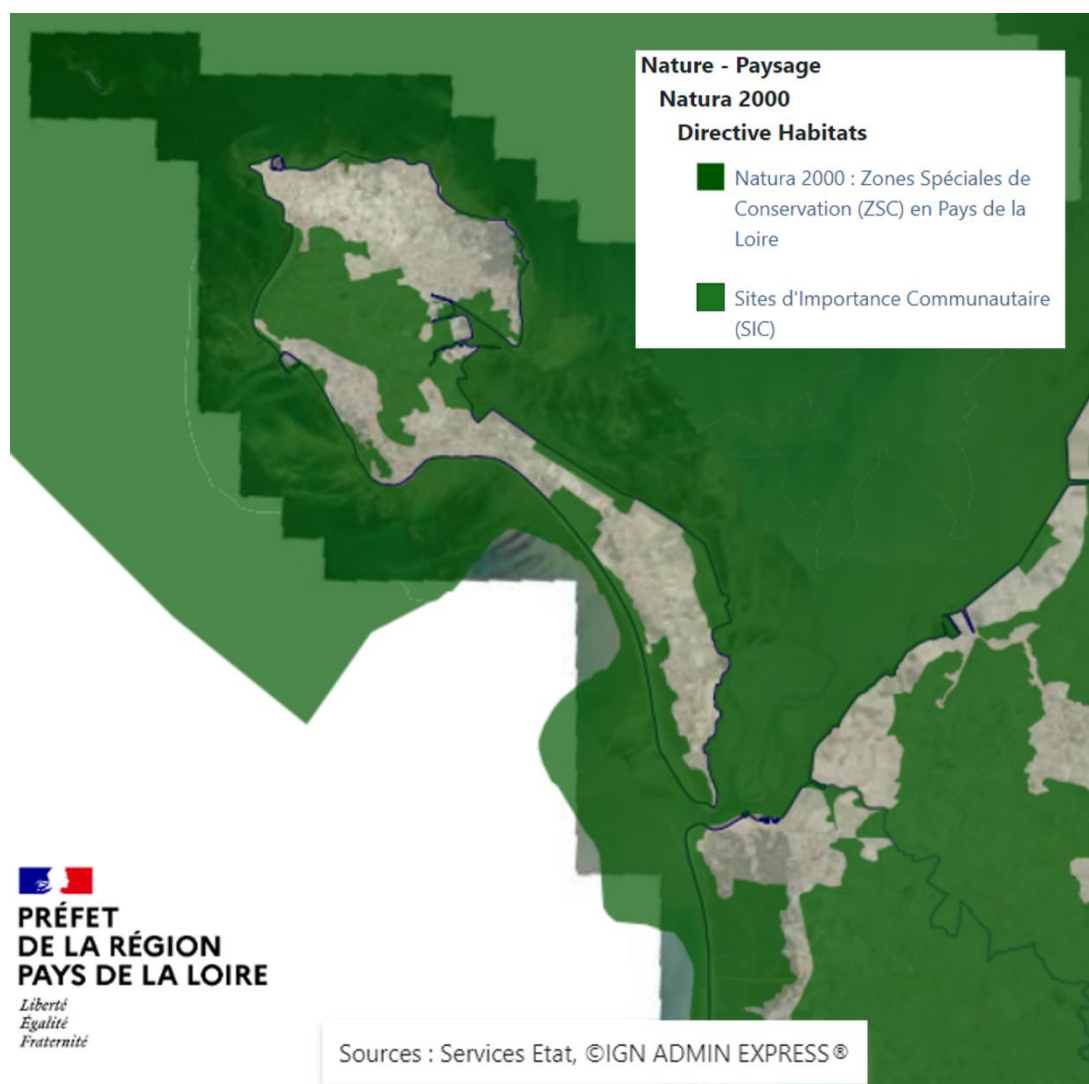 Nature - Paysage
Natura 2000
Directive Habitats
Natura 2000 : Zones Spéciales de
Conservation (ZSC) en Pays de la
Loire
Sites d'Importance Communautaire
(SIC)
PRÉFET
DE LA RÉGION
PAYS DE LA LOIRE
Liberté
Égalité
Fraternité
Sources : Services Etat, ©IGN ADMIN EXPRESS®